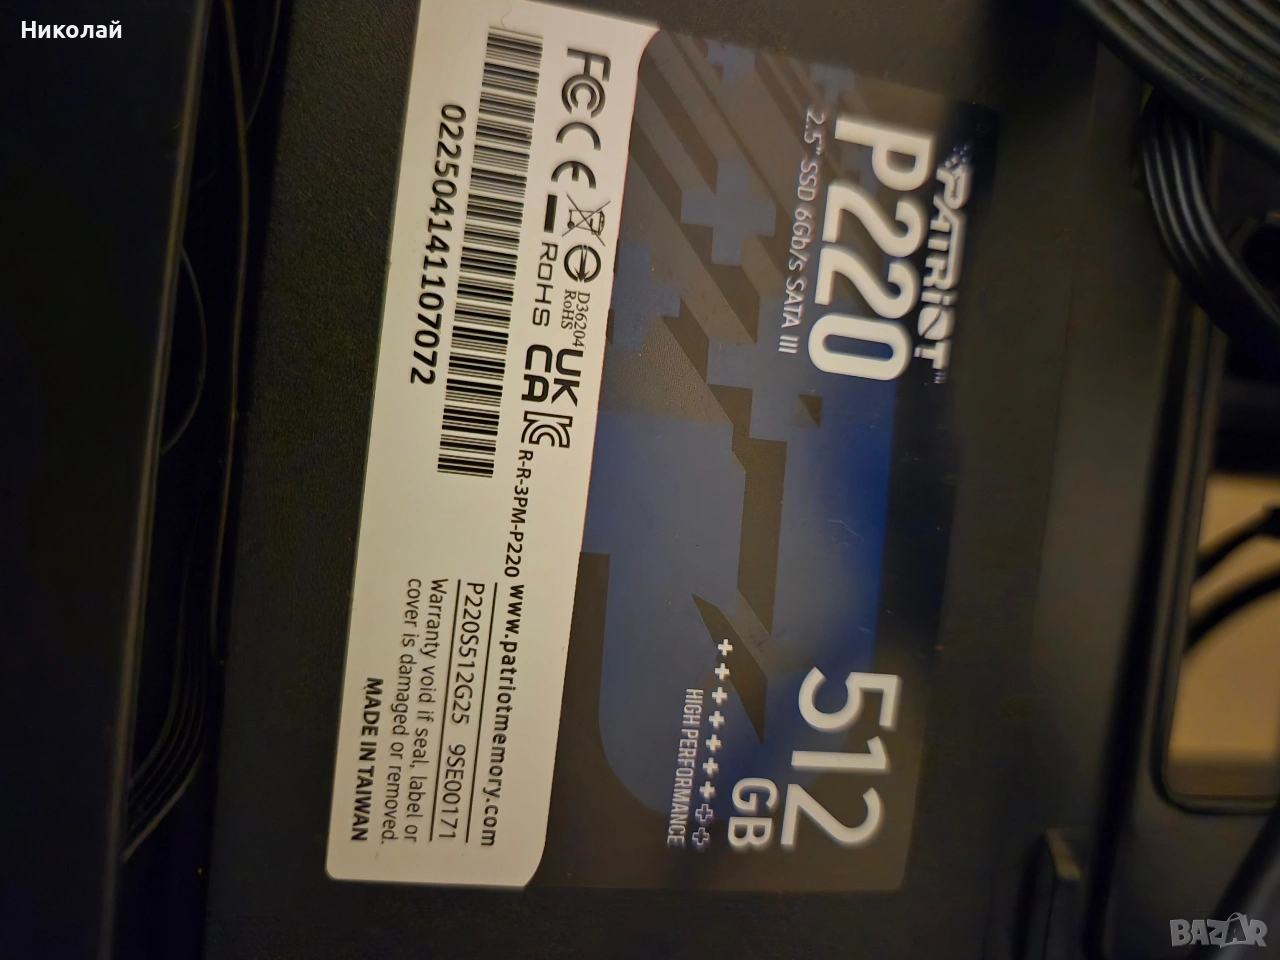 Николай
PATRIOT™
P220
2.5" SSD 6Gb/s SATA III
512
GB
HIGH PERFORMANCE
FC CE
D36204
RoHS
RoHS
UK
CA
R-R-3PM-P220
www.patriotmemory.com
022504141107072
P220S512G25 9SE00171
Warranty void if seal, label or
cover is damaged or removed.
MADE IN TAIWAN
BAZAR